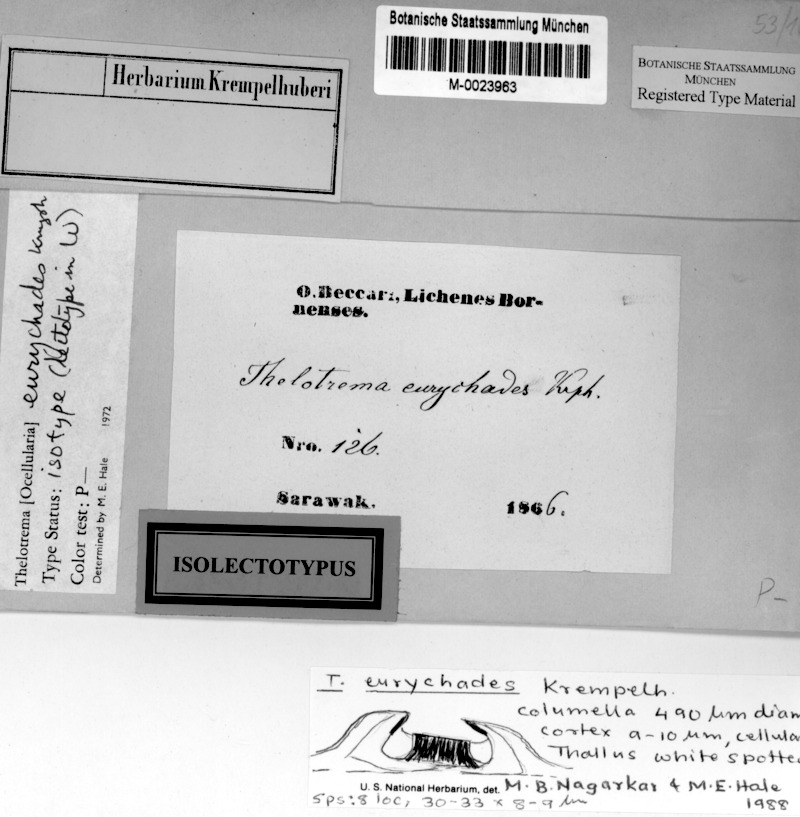 Botanische Staatssammlung München
M-0023963
53/1
BOTANISCHE STAATSSAMMLUNG
MÜNCHEN
Registered Type Material
Herbarium Krempelhuberi
Thelotrema [Ocellularia] eurychades Kmph
Type Status: isotype (lectotype in W)
Color test: P—
Determined by M. E. Hale 1972
O. Beccari, Lichenes Bor-
nenses.
Thelotrema eurychades Krph.
Nro. 126.
Sarawak. 1866.
ISOLECTOTYPUS
P-
T. eurychades Krempelh.
columella 490 µm diam
cortex 9-10 µm, cellular
Thallus white spotted
U. S. National Herbarium, det. M. B. Nagarkar & M. E. Hale
Sps: 8 loc, 30-33 x 8-9 µm 1988